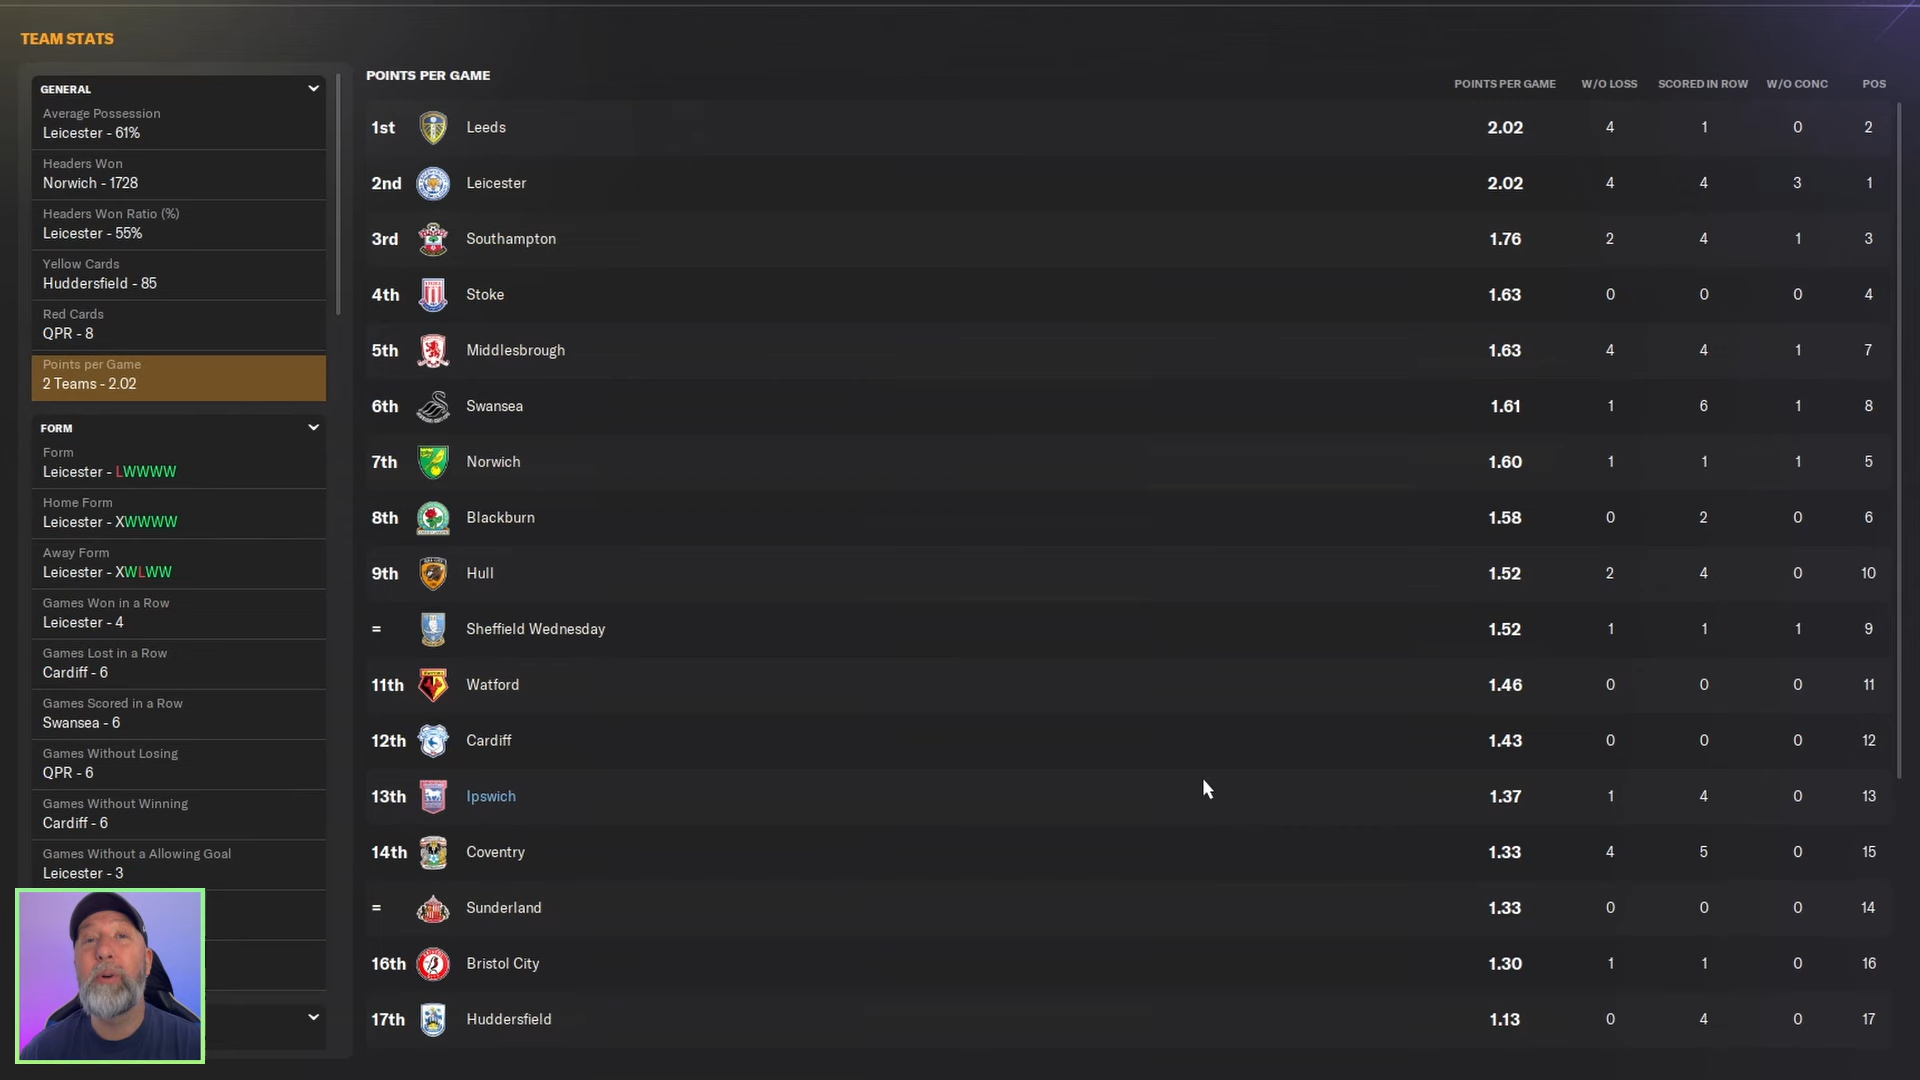 TEAM STATS
GENERAL
Average Possession
Leicester - 61%
Headers Won
Norwich - 1728
Headers Won Ratio (%)
Leicester - 55%
Yellow Cards
Huddersfield - 85
Red Cards
QPR - 8
Points per Game
2 Teams - 2.02
FORM
Form
Leicester - LWWWW
Home Form
Leicester - XWWWW
Away Form
Leicester - XWLWW
Games Won in a Row
Leicester - 4
Games Lost in a Row
Cardiff - 6
Games Scored in a Row
Swansea - 6
Games Without Losing
QPR - 6
Games Without Winning
Cardiff - 6
Games Without a Allowing Goal
Leicester - 3
POINTS PER GAME
POINTS PER GAME W/O LOSS SCORED IN ROW W/O CONC POS
1st Leeds 2.02 4 1 0 2
2nd Leicester 2.02 4 4 3 1
3rd Southampton 1.76 2 4 1 3
4th Stoke 1.63 0 0 0 4
5th Middlesbrough 1.63 4 4 1 7
6th Swansea 1.61 1 6 1 8
7th Norwich 1.60 1 1 1 5
8th Blackburn 1.58 0 2 0 6
9th Hull 1.52 2 4 0 10
= Sheffield Wednesday 1.52 1 1 1 9
11th Watford 1.46 0 0 0 11
12th Cardiff 1.43 0 0 0 12
13th Ipswich 1.37 1 4 0 13
14th Coventry 1.33 4 5 0 15
= Sunderland 1.33 0 0 0 14
16th Bristol City 1.30 1 1 0 16
17th Huddersfield 1.13 0 4 0 17